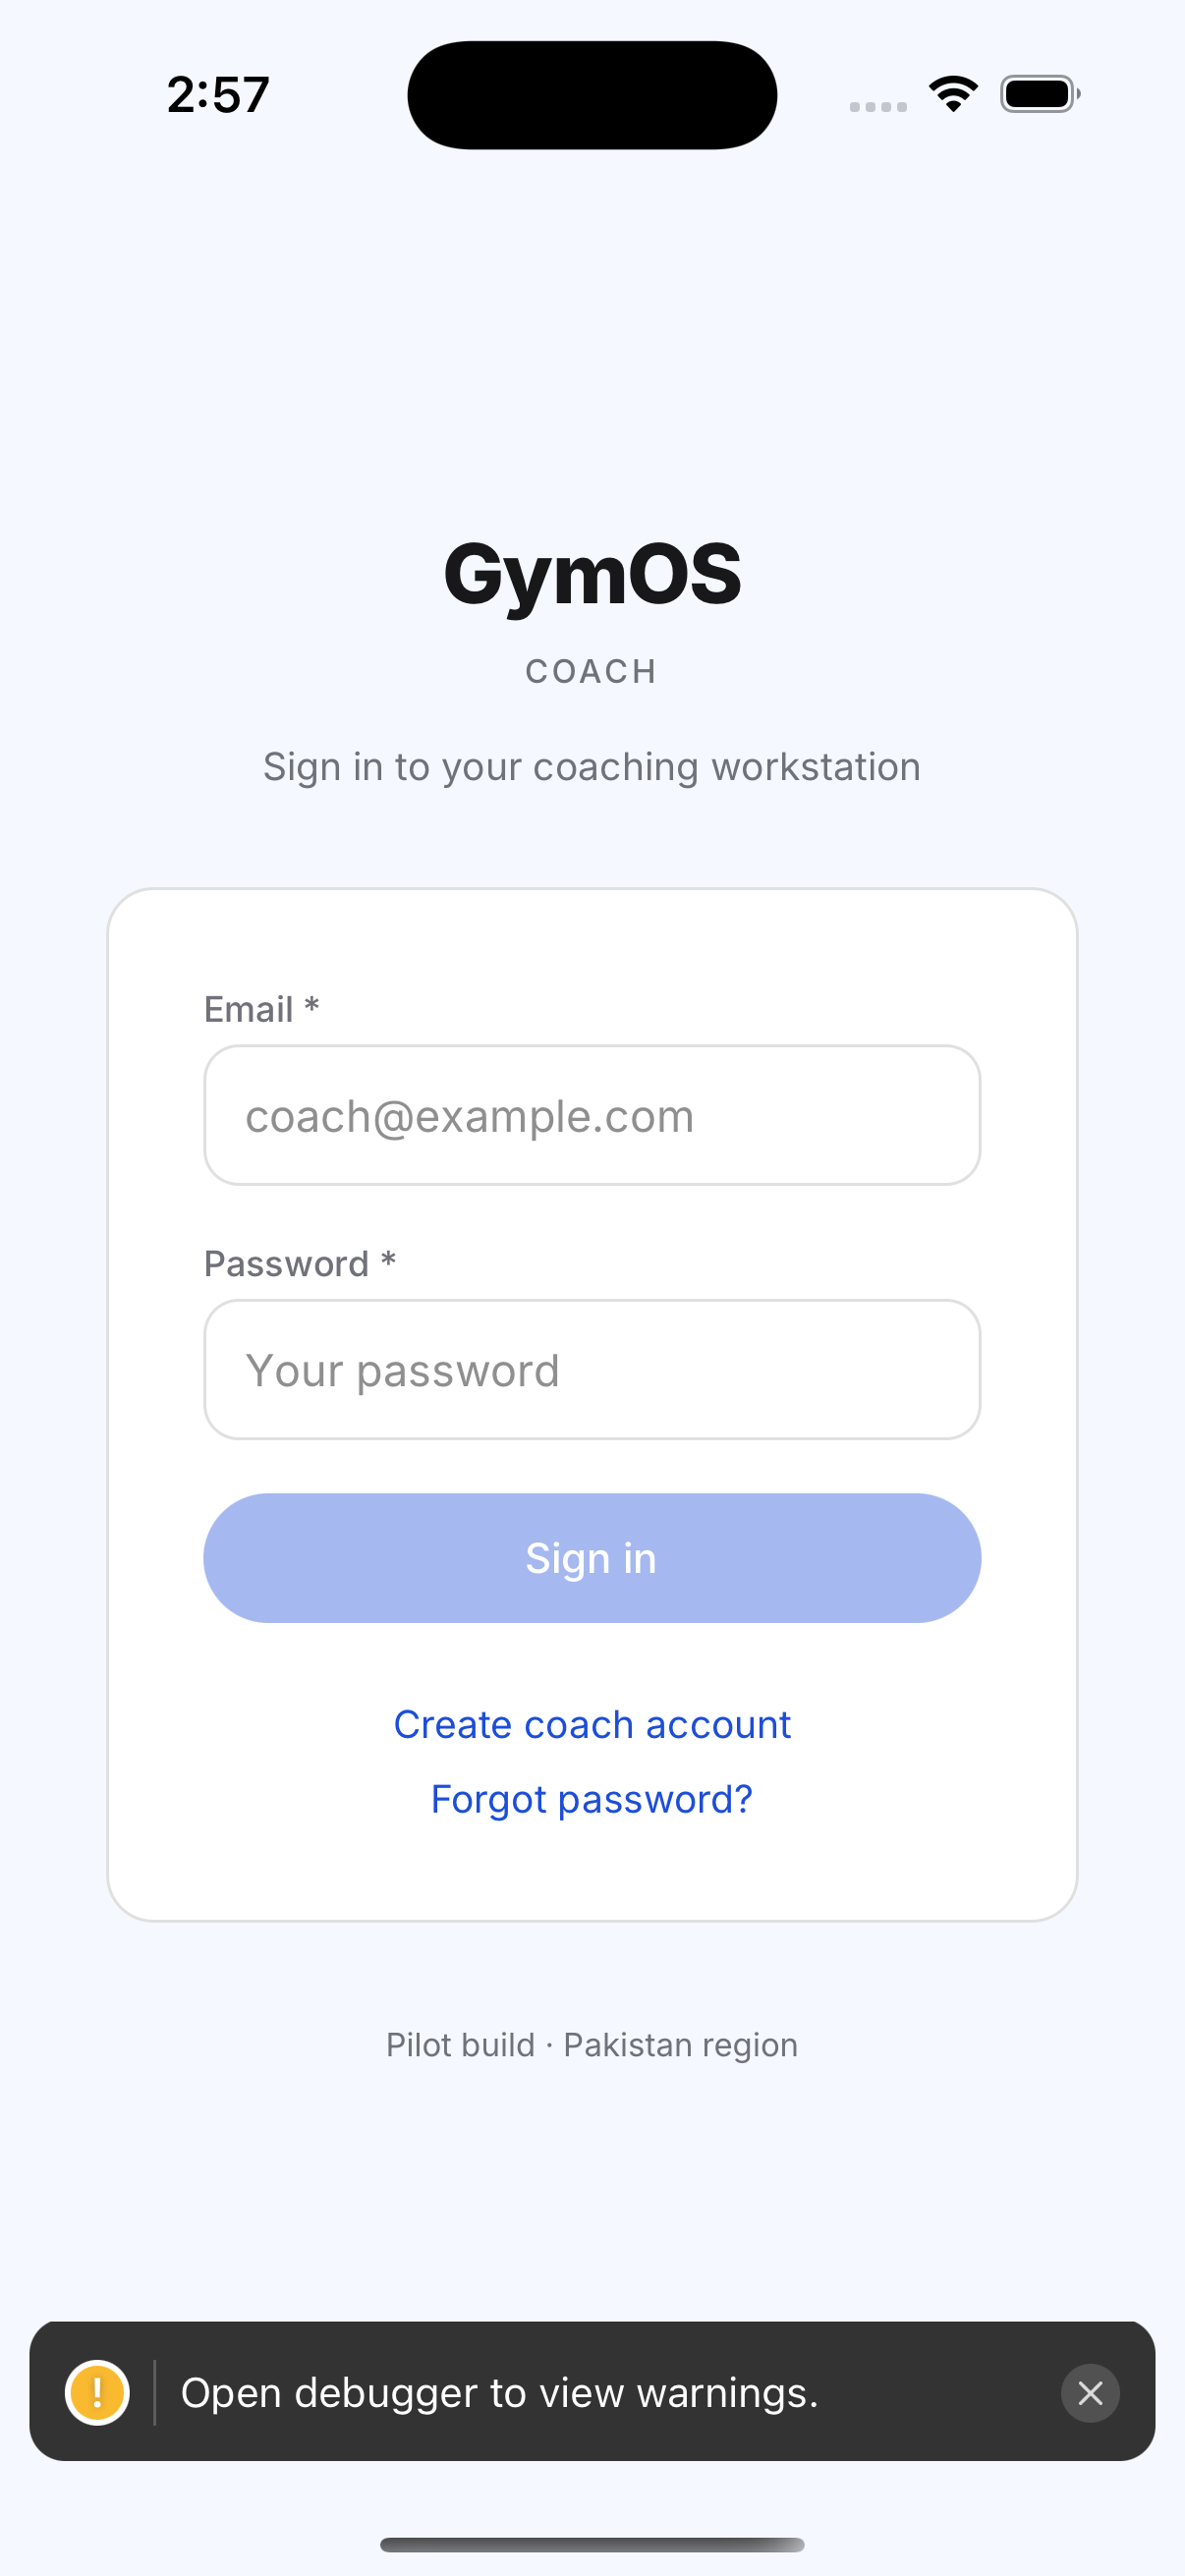 2:57
GymOS
COACH
Sign in to your coaching workstation
Email *
coach@example.com
Password *
Your password
Sign in
Create coach account
Forgot password?
Pilot build · Pakistan region
Open debugger to view warnings.